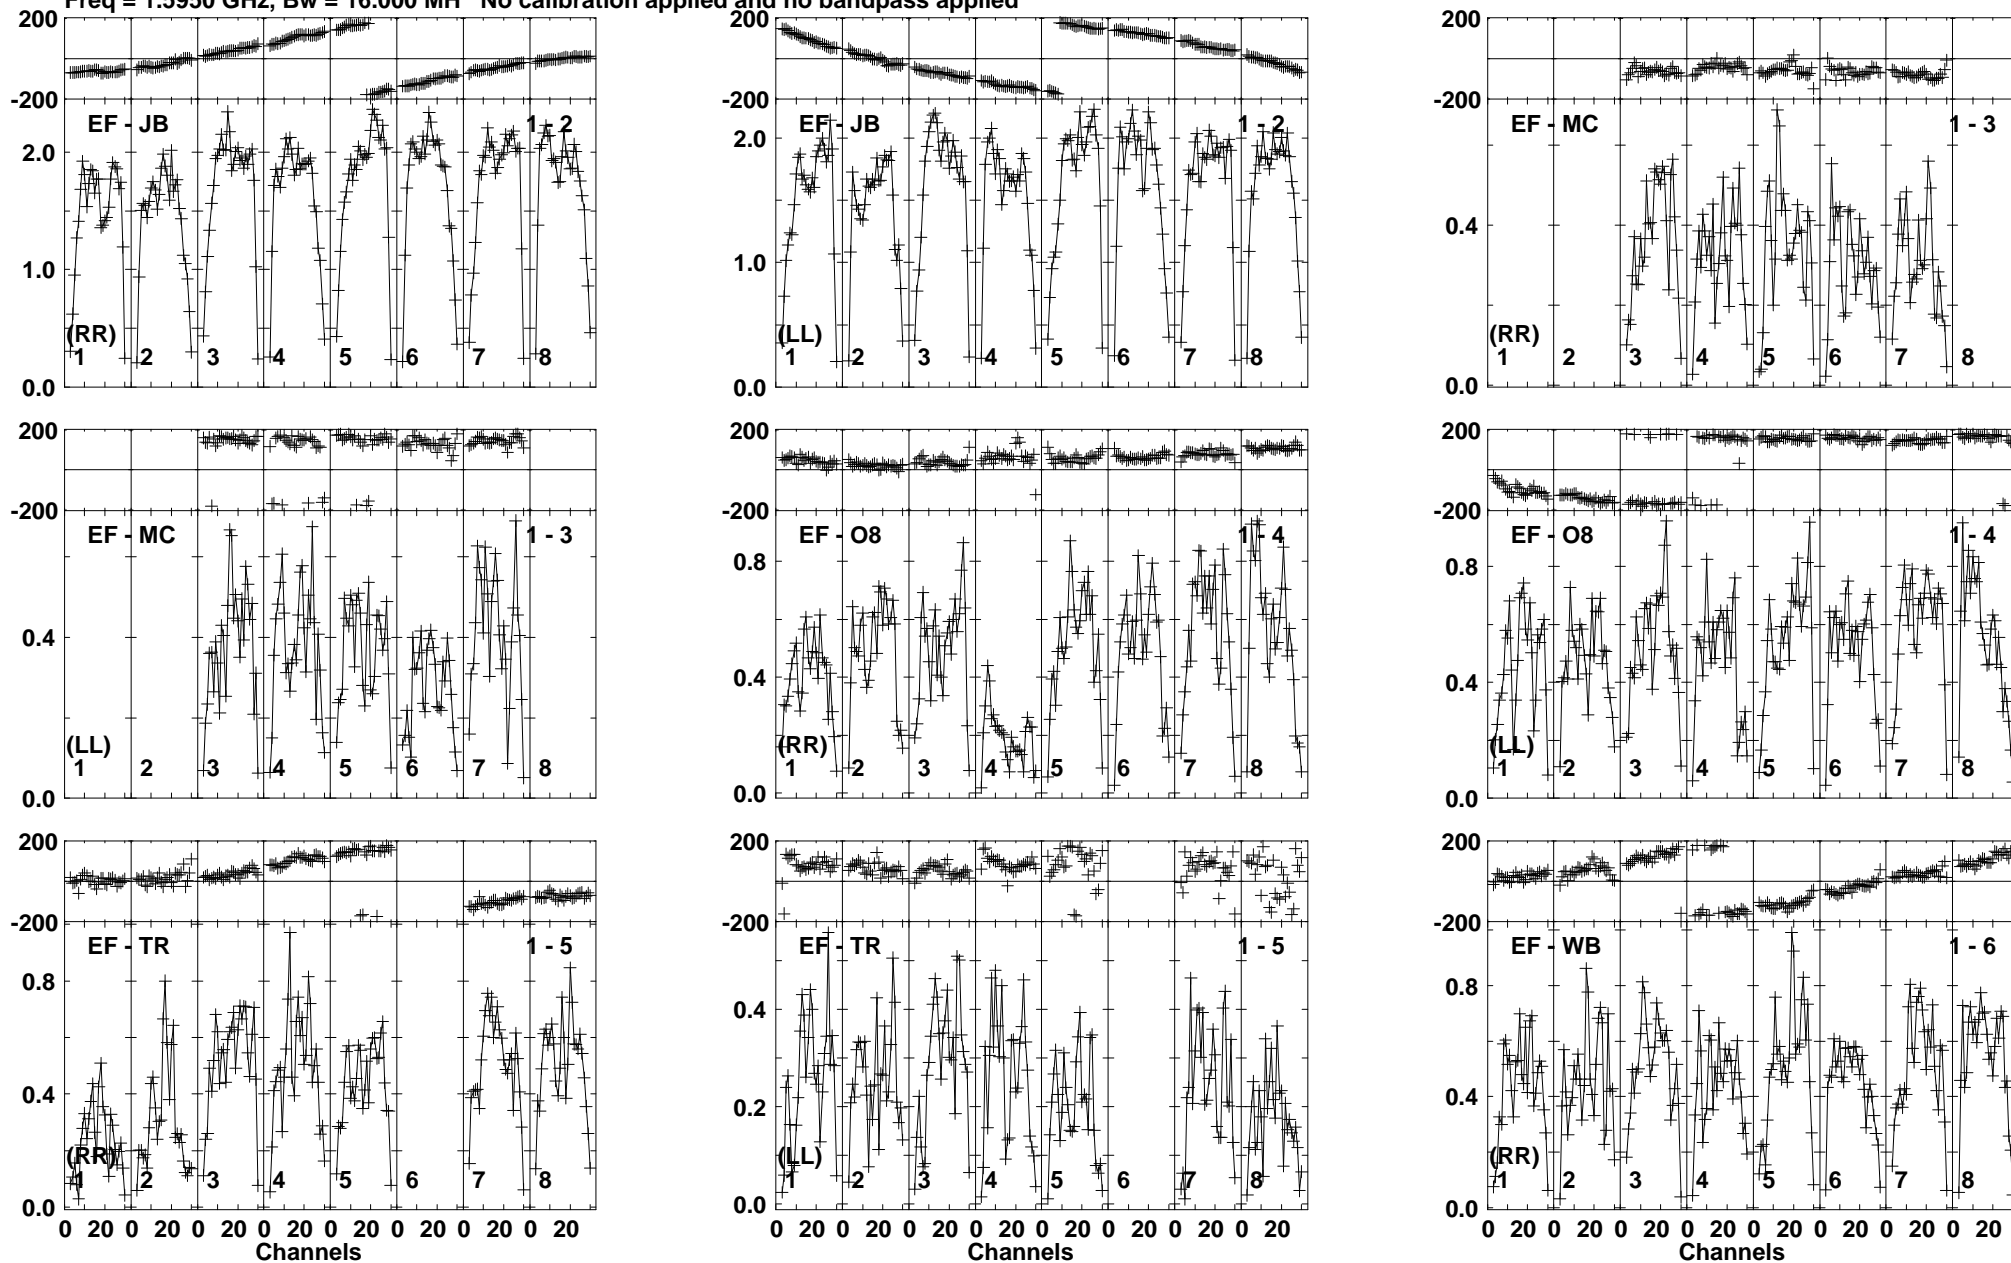 Freq = 1.5950 GHz, Bw = 16.000 MH No calibration applied and no bandpass applied
200 200 200
-200 -200 -200
EF - JB 1 - 2 EF - JB 1 - 2 EF - MC 1 - 3
2.0 2.0
0.4
1.0 1.0
(RR) (LL) (RR)
1 2 3 4 5 6 7 8 1 2 3 4 5 6 7 8 1 2 3 4 5 6 7 8
0.0 0.0 0.0
200 200 200
-200 -200 -200
EF - MC 1 - 3 EF - O8 1 - 4 EF - O8 1 - 4
0.8 0.8
0.4 0.4 0.4
(LL) (RR) (LL)
1 2 3 4 5 6 7 8 1 2 3 4 5 6 7 8 1 2 3 4 5 6 7 8
0.0 0.0 0.0
200 200 200
-200 -200 -200
EF - TR 1 - 5 EF - TR 1 - 5 EF - WB 1 - 6
0.8 0.4 0.8
0.4 0.2 0.4
(RR) (LL) (RR)
1 2 3 4 5 6 7 8 1 2 3 4 5 6 7 8 1 2 3 4 5 6 7 8
0.0 0.0 0.0
0 20 0 20 0 20 0 20 0 20 0 20 0 20 0 20 0 20 0 20 0 20 0 20 0 20 0 20 0 20 0 20 0 20 0 20 0 20 0 20 0 20 0 20 0 20 0 20
Channels Channels Channels